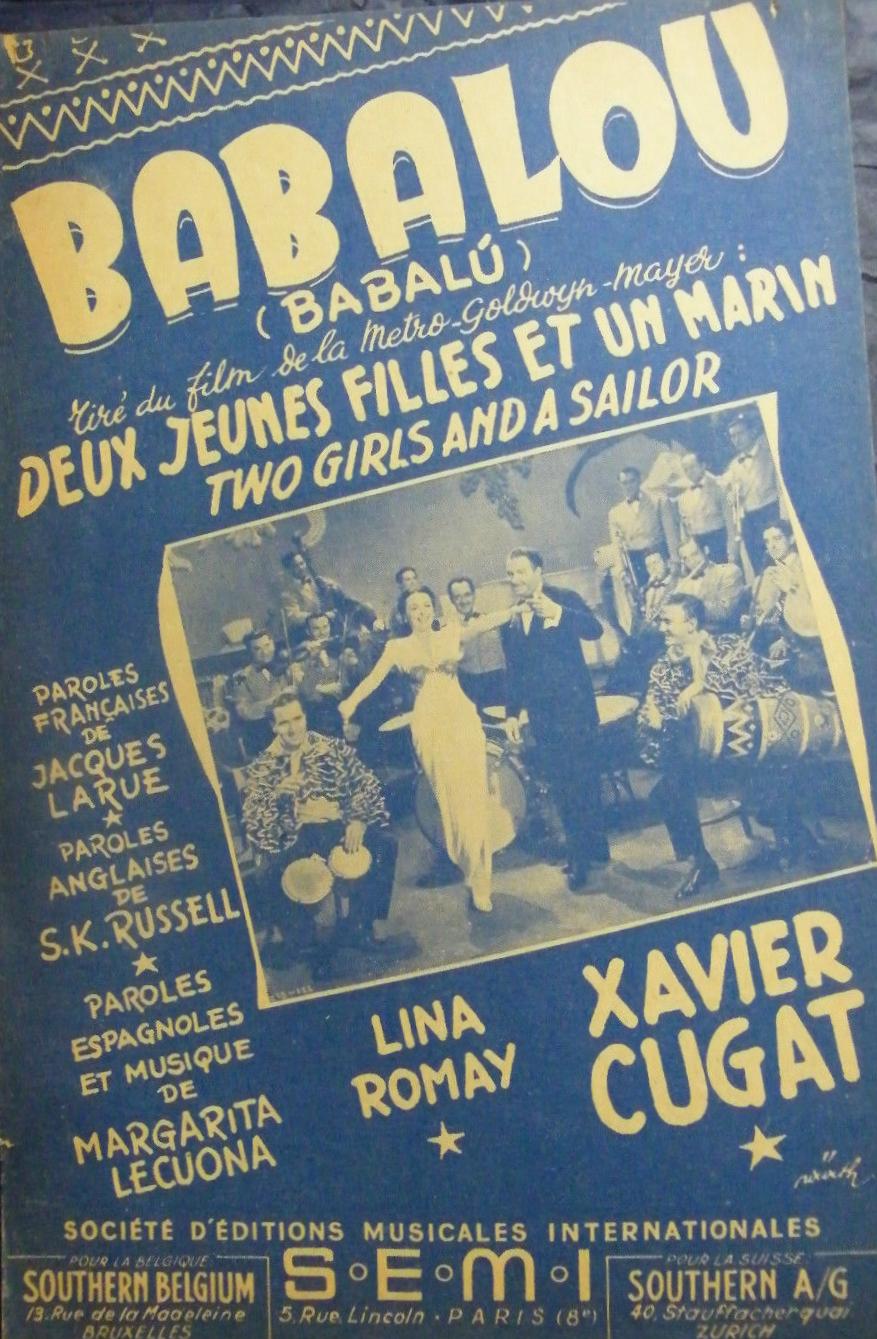 BABALOU
(BABALÚ)
Tiré du film de la Metro-Goldwyn-Mayer :
DEUX JEUNES FILLES ET UN MARIN
TWO GIRLS AND A SAILOR
PAROLES
FRANÇAISES
DE
JACQUES
LARUE
★
PAROLES
ANGLAISES
DE
S.K. RUSSELL
★
PAROLES
ESPAGNOLES
ET MUSIQUE
DE
MARGARITA
LECUONA
LINA
ROMAY
★
XAVIER
CUGAT
★
SOCIÉTÉ D'ÉDITIONS MUSICALES INTERNATIONALES
POUR LA BELGIQUE:
SOUTHERN BELGIUM
13. Rue de la Madeleine
BRUXELLES
S.E.M.I
5. Rue. Lincoln . PARIS (8e)
POUR LA SUISSE:
SOUTHERN A/G
40. Stauffacherquai
ZURICH